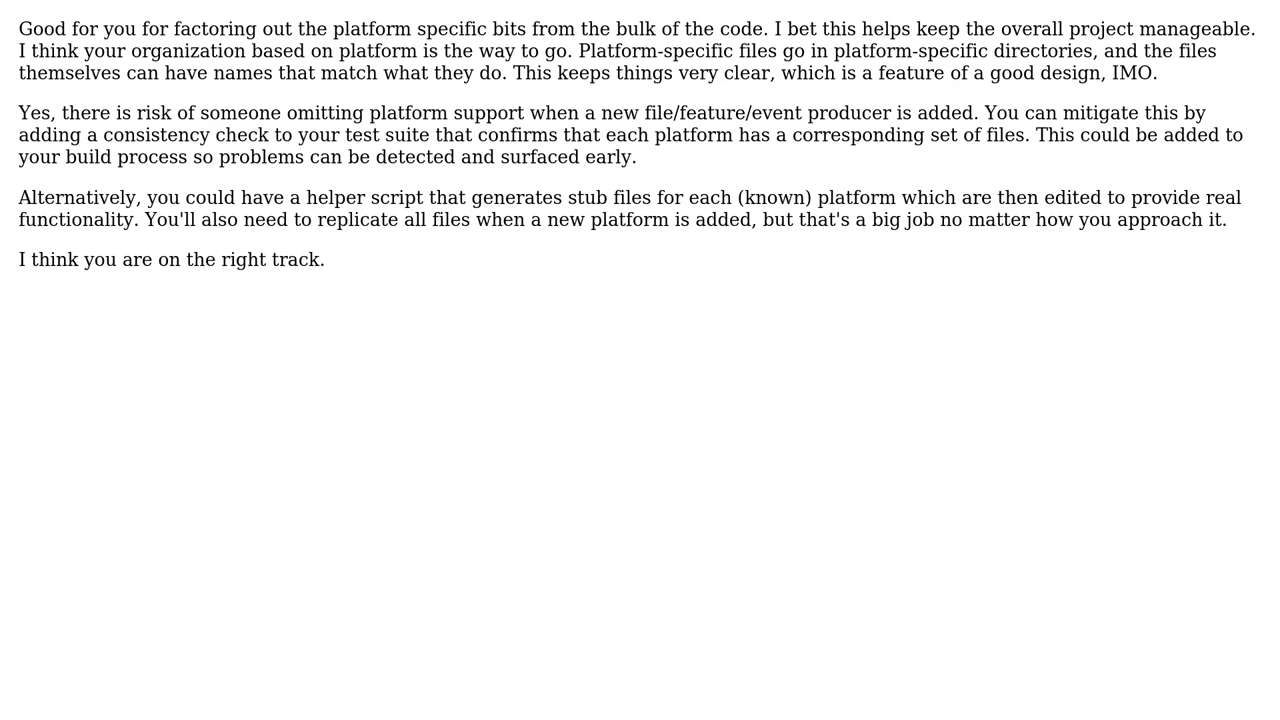 Good for you for factoring out the platform specific bits from the bulk of the code. I bet this helps keep the overall project manageable.
I think your organization based on platform is the way to go. Platform-specific files go in platform-specific directories, and the files
themselves can have names that match what they do. This keeps things very clear, which is a feature of a good design, IMO.
Yes, there is risk of someone omitting platform support when a new file/feature/event producer is added. You can mitigate this by
adding a consistency check to your test suite that confirms that each platform has a corresponding set of files. This could be added to
your build process so problems can be detected and surfaced early.
Alternatively, you could have a helper script that generates stub files for each (known) platform which are then edited to provide real
functionality. You'll also need to replicate all files when a new platform is added, but that's a big job no matter how you approach it.
I think you are on the right track.